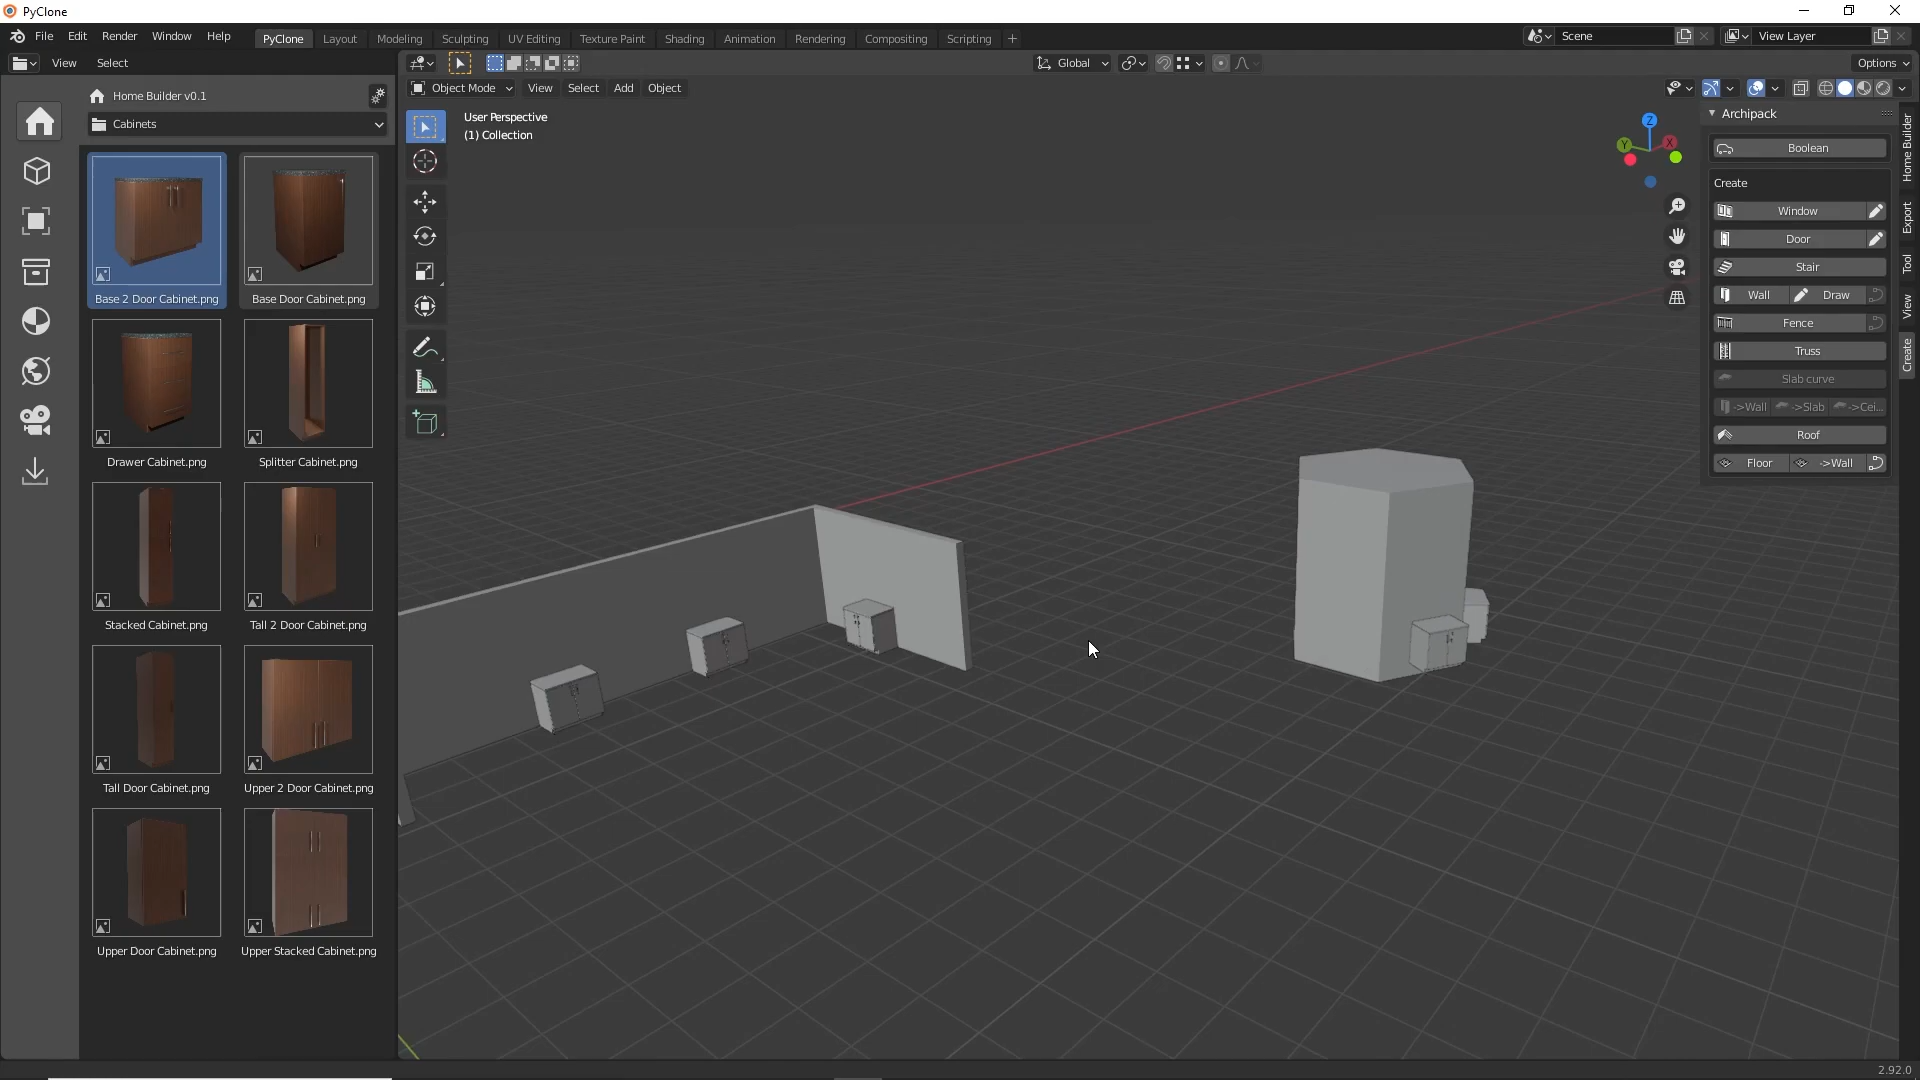 PyClone
File Edit Render Window Help
PyClone Layout Modeling Sculpting UV Editing Texture Paint Shading Animation Rendering Compositing Scripting
Scene
View Layer
View Select
Global
Options
Home Builder v0.1
Cabinets
Object Mode View Select Add Object
User Perspective
(1) Collection
Base 2 Door Cabinet.png
Base Door Cabinet.png
Drawer Cabinet.png
Splitter Cabinet.png
Stacked Cabinet.png
Tall 2 Door Cabinet.png
Tall Door Cabinet.png
Upper 2 Door Cabinet.png
Upper Door Cabinet.png
Upper Stacked Cabinet.png
Z
Y
X
Archipack
Boolean
Create
Window
Door
Stair
Wall Draw
Fence
Truss
Slab curve
->Wall ->Slab ->Cei...
Roof
Floor ->Wall
Home Builder
Export
Tool
View
Create
2.92.0